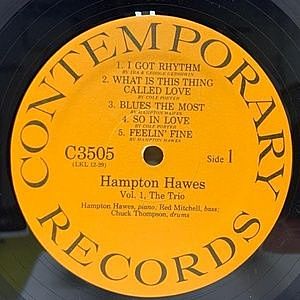 CONTEMPORARY
1. I GOT RHYTHM
BY IRA & GEORGE GERSHWIN
2. WHAT IS THIS THING
CALLED LOVE
BY COLE PORTER
3. BLUES THE MOST
BY HAMPTON HAWES
4. SO IN LOVE
BY COLE PORTER
5. FEELIN' FINE
BY HAMPTON HAWES
C3505
(LKL 12-29)
Side 1
Hampton Hawes
Vol. 1, The Trio
Hampton Hawes, piano; Red Mitchell, bass;
Chuck Thompson, drums
RECORDS